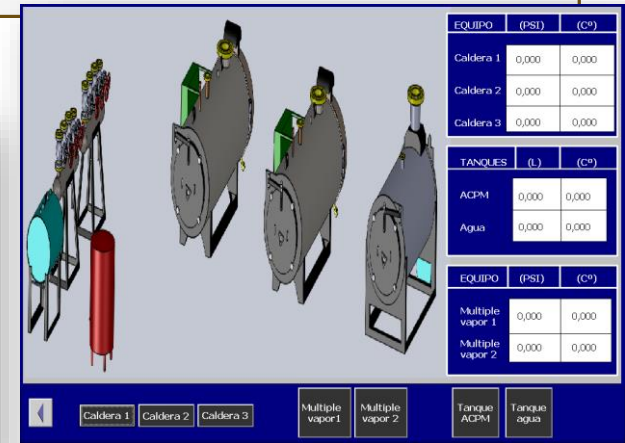 EQUIPO (PSI) (Cº)
Caldera 1 0,000 0,000
Caldera 2 0,000 0,000
Caldera 3 0,000 0,000
TANQUES (L) (Cº)
ACPM 0,000 0,000
Agua 0,000 0,000
EQUIPO (PSI) (Cº)
Multiple
vapor 1 0,000 0,000
Multiple
vapor 2 0,000 0,000
Caldera 1 Caldera 2 Caldera 3
Multiple
vapor1
Multiple
vapor 2
Tanque
ACPM
Tanque
agua